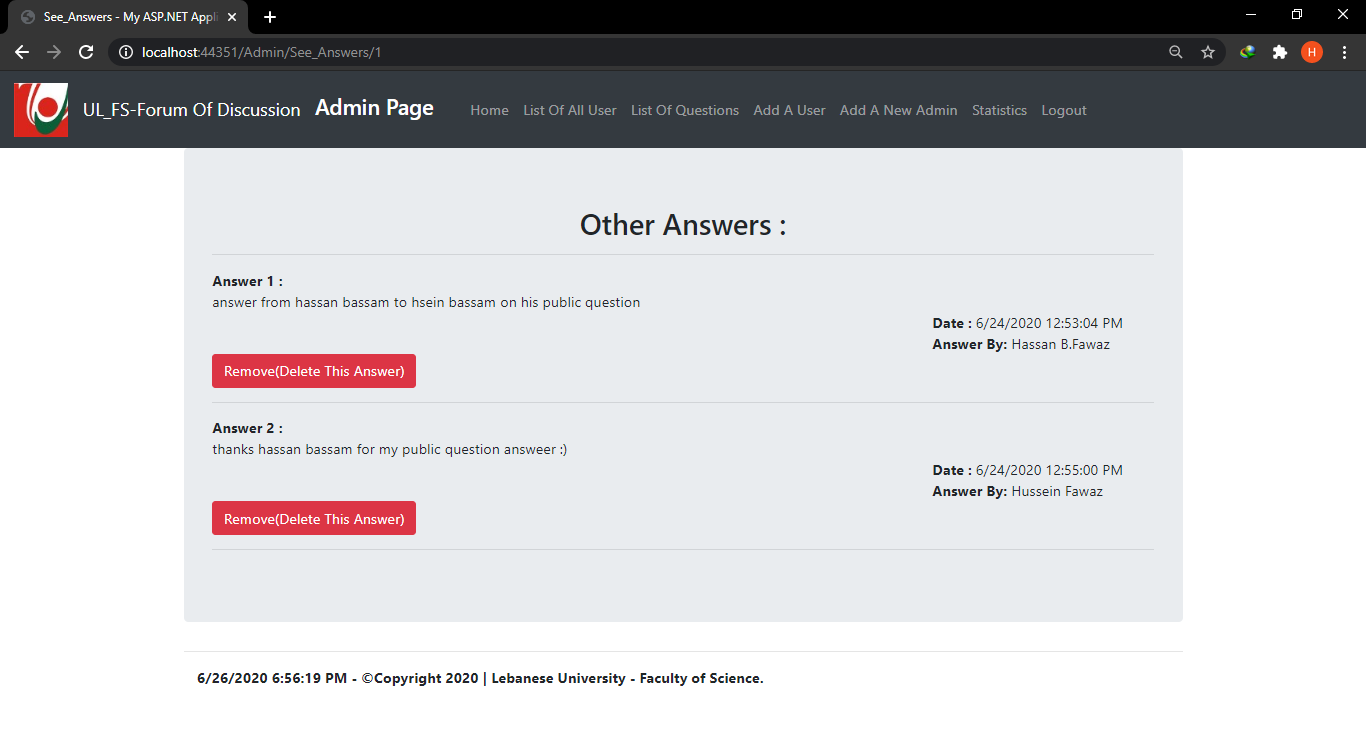 See_Answers - My ASP.NET Appli
localhost:44351/Admin/See_Answers/1
H
UL_FS-Forum Of Discussion Admin Page Home List Of All User List Of Questions Add A User Add A New Admin Statistics Logout
Other Answers :
Answer 1 :
answer from hassan bassam to hsein bassam on his public question
Date : 6/24/2020 12:53:04 PM
Answer By: Hassan B.Fawaz
Remove(Delete This Answer)
Answer 2 :
thanks hassan bassam for my public question answeer :)
Date : 6/24/2020 12:55:00 PM
Answer By: Hussein Fawaz
Remove(Delete This Answer)
6/26/2020 6:56:19 PM - ©Copyright 2020 | Lebanese University - Faculty of Science.